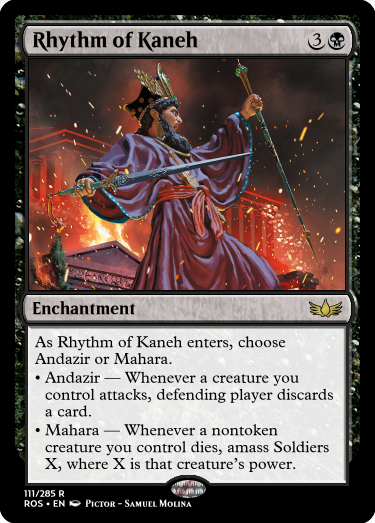 Rhythm of Kaneh 3
Enchantment
As Rhythm of Kaneh enters, choose
Andazir or Mahara.
• Andazir — Whenever a creature you
control attacks, defending player discards
a card.
• Mahara — Whenever a nontoken
creature you control dies, amass Soldiers
X, where X is that creature's power.
111/285 R
ROS • EN Pictor - Samuel Molina